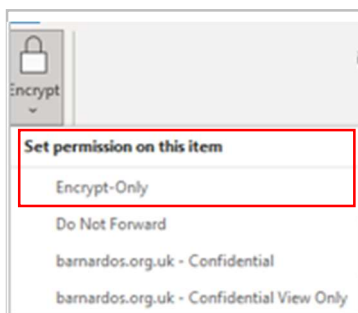 Encrypt
Set permission on this item
Encrypt-Only
Do Not Forward
barnardos.org.uk - Confidential
barnardos.org.uk - Confidential View Only